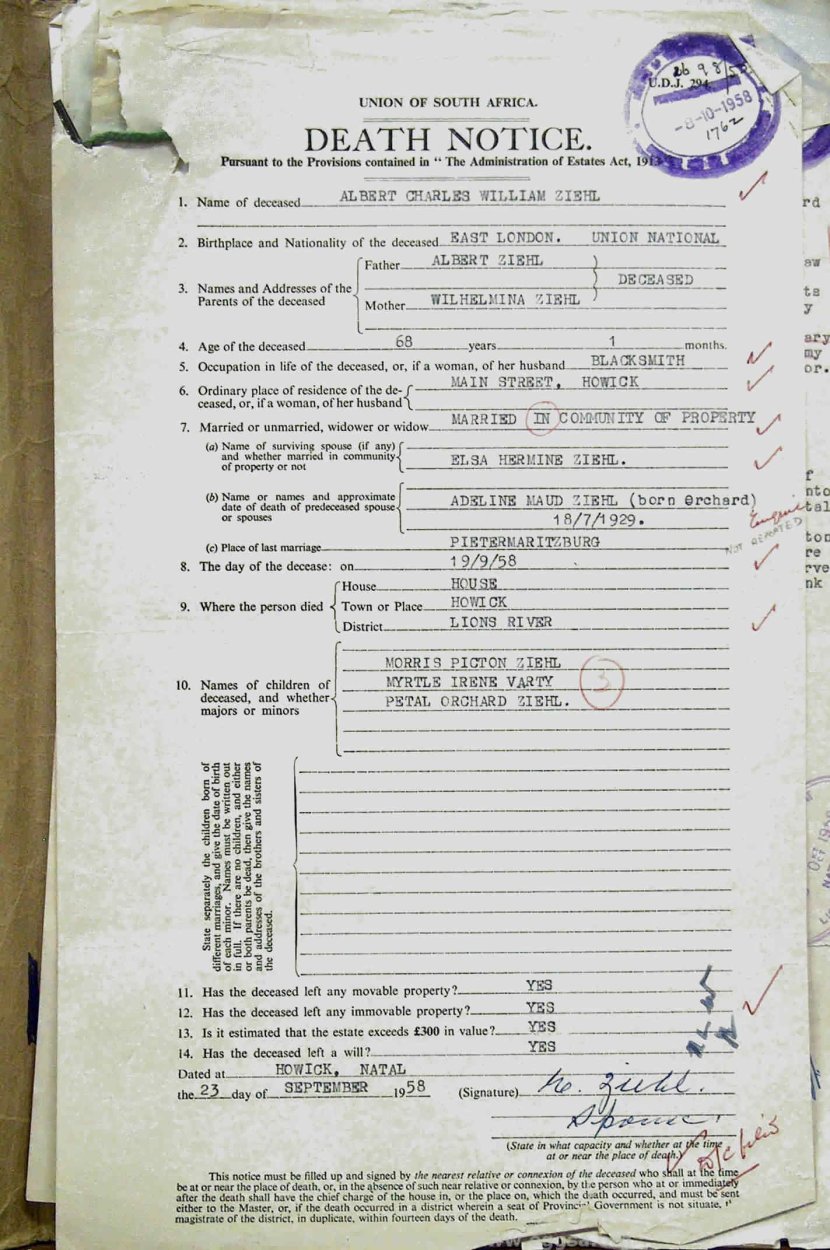 U.D.J. 294.
26 9 8/5
-8-10-1958
1762
UNION OF SOUTH AFRICA.
DEATH NOTICE.
Pursuant to the Provisions contained in “ The Administration of Estates Act, 191
1. Name of deceased ALBERT CHARLES WILLIAM ZIEHL
2. Birthplace and Nationality of the deceased EAST LONDON. UNION NATIONAL
3. Names and Addresses of the Parents of the deceased
Father ALBERT ZIEHL
DECEASED
Mother WILHELMINA ZIEHL
4. Age of the deceased 68 years 1 months.
5. Occupation in life of the deceased, or, if a woman, of her husband BLACKSMITH
6. Ordinary place of residence of the de-
ceased, or, if a woman, of her husband
MAIN STREET, HOWICK
7. Married or unmarried, widower or widow MARRIED IN COMMUNITY OF PROPERTY
(a) Name of surviving spouse (if any)
and whether married in community
of property or not
ELSA HERMINE ZIEHL.
(b) Name or names and approximate
date of death of predeceased spouse
or spouses
ADELINE MAUD ZIEHL (born Orchard)
18/7/1929.
NOT REPORTED
(c) Place of last marriage PIETERMARITZBURG
8. The day of the decease: on 19/9/58
9. Where the person died
House HOUSE
Town or Place HOWICK
District LIONS RIVER
10. Names of children of
deceased, and whether
majors or minors
MORRIS PICTON ZIEHL
MYRTLE IRENE VARTY
PETAL ORCHARD ZIEHL.
3
State separately the children born of
different marriages, and give the date of birth
of each minor. Names must be written out
in full. If there are no children, and either
or both parents be dead, then give the names
and addresses of the brothers and sisters of
the deceased.
11. Has the deceased left any movable property? YES
12. Has the deceased left any immovable property? YES
13. Is it estimated that the estate exceeds £300 in value? YES
14. Has the deceased left a will? YES
Dated at HOWICK, NATAL
the 23 day of SEPTEMBER 1958 (Signature) Ziehl.
Spouse.
(State in what capacity and whether at the time
at or near the place of death.)
This notice must be filled up and signed by the nearest relative or connexion of the deceased who shall at the time
be at or near the place of death, or, in the absence of such near relative or connexion, by the person who at or immediately
after the death shall have the chief charge of the house in, or the place on, which the death occurred, and must be sent
either to the Master, or, if the death occurred in a district wherein a seat of Provincial Government is not situate,
magistrate of the district, in duplicate, within fourteen days of the death.